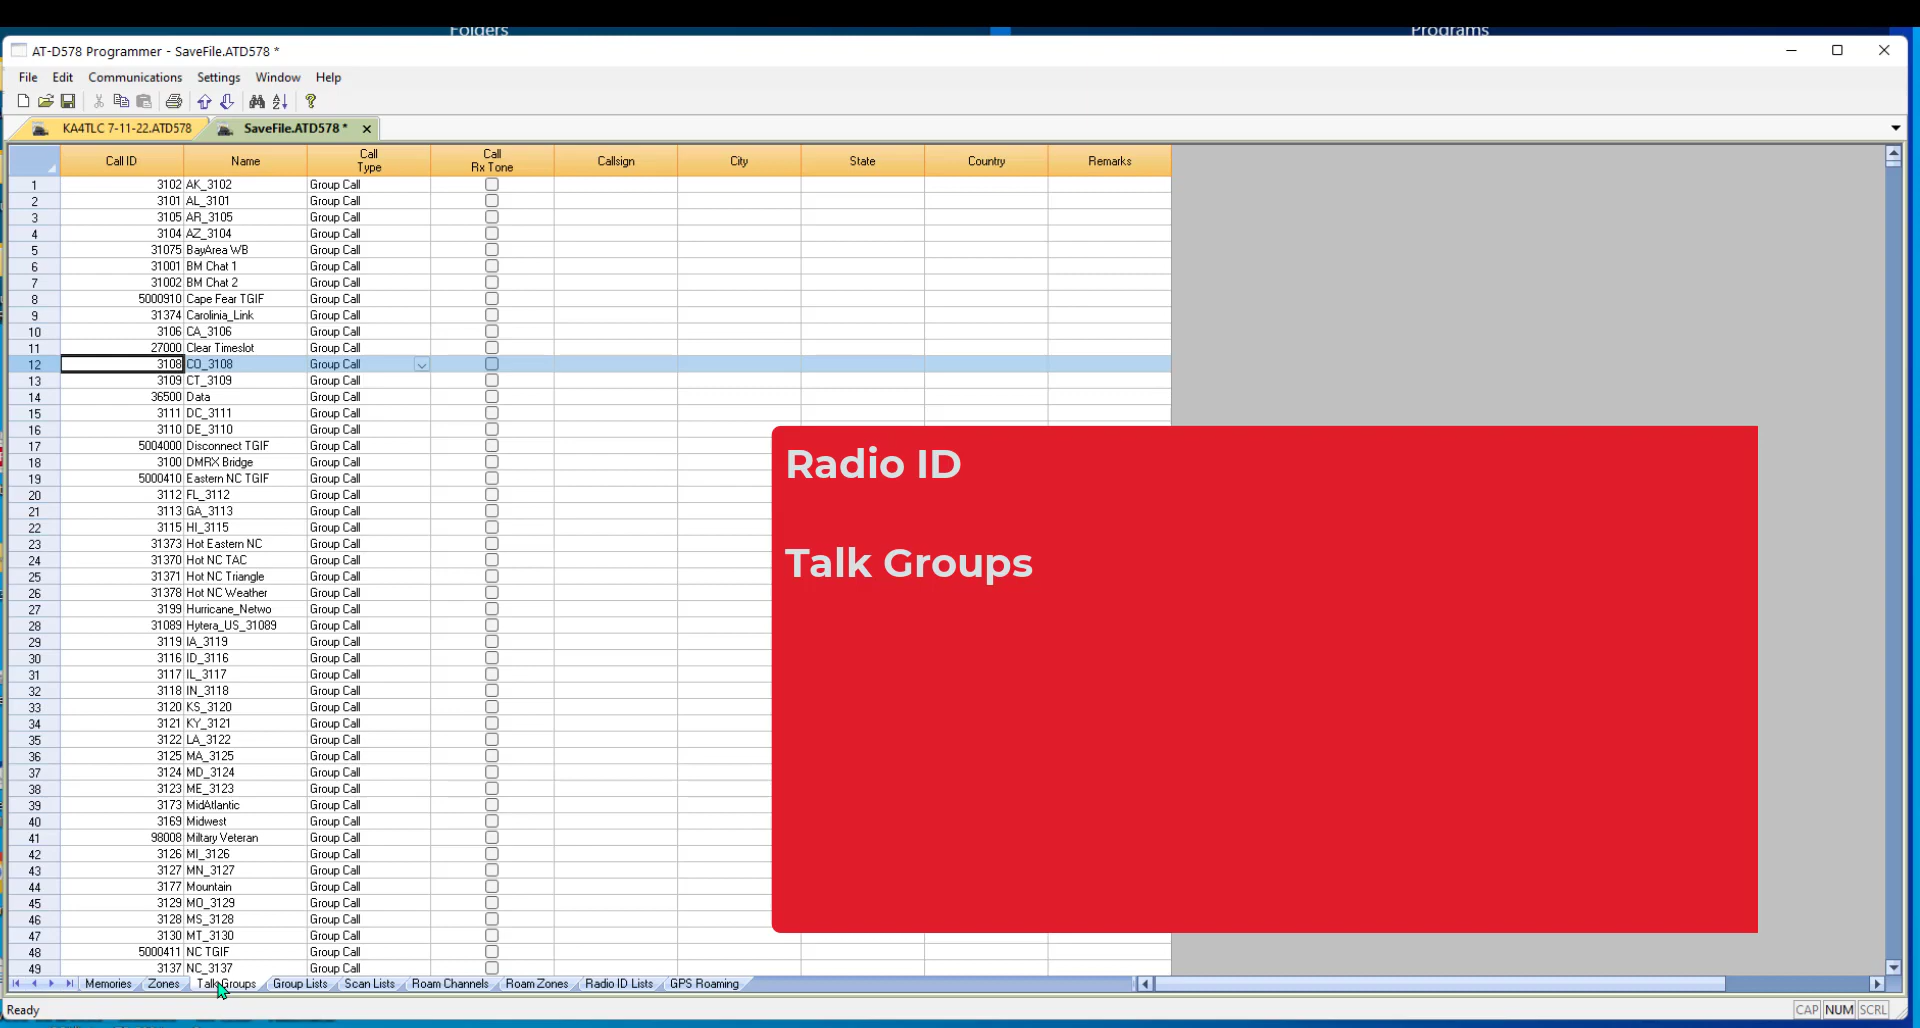 Folders
Programs
AT-D578 Programmer - SaveFile.ATD578 *
File Edit Communications Settings Window Help
KA4TLC 7-11-22.ATD578 SaveFile.ATD578 *
Call ID Name Call Type Call Rx Tone Callsign City State Country Remarks
1 3102 AK_3102 Group Call
2 3101 AL_3101 Group Call
3 3105 AR_3105 Group Call
4 3104 AZ_3104 Group Call
5 31075 BayArea WB Group Call
6 31001 BM Chat 1 Group Call
7 31002 BM Chat 2 Group Call
8 5000910 Cape Fear TGIF Group Call
9 31374 Carolinia_Link Group Call
10 3106 CA_3106 Group Call
11 27000 Clear Timeslot Group Call
12 3108 CO_3108 Group Call
13 3109 CT_3109 Group Call
14 36500 Data Group Call
15 3111 DC_3111 Group Call
16 3110 DE_3110 Group Call
17 5004000 Disconnect TGIF Group Call
18 3100 DMRX Bridge Group Call
19 5000410 Eastern NC TGIF Group Call
20 3112 FL_3112 Group Call
21 3113 GA_3113 Group Call
22 3115 HI_3115 Group Call
23 31373 Hot Eastern NC Group Call
24 31370 Hot NC TAC Group Call
25 31371 Hot NC Triangle Group Call
26 31378 Hot NC Weather Group Call
27 3199 Hurricane_Netwo Group Call
28 31089 Hytera_US_31089 Group Call
29 3119 IA_3119 Group Call
30 3116 ID_3116 Group Call
31 3117 IL_3117 Group Call
32 3118 IN_3118 Group Call
33 3120 KS_3120 Group Call
34 3121 KY_3121 Group Call
35 3122 LA_3122 Group Call
36 3125 MA_3125 Group Call
37 3124 MD_3124 Group Call
38 3123 ME_3123 Group Call
39 3173 MidAtlantic Group Call
40 3169 Midwest Group Call
41 98008 Miltary Veteran Group Call
42 3126 MI_3126 Group Call
43 3127 MN_3127 Group Call
44 3177 Mountain Group Call
45 3129 MO_3129 Group Call
46 3128 MS_3128 Group Call
47 3130 MT_3130 Group Call
48 5000411 NC TGIF Group Call
49 3137 NC_3137 Group Call
Radio ID
Talk Groups
Memories Zones Talk Groups Group Lists Scan Lists Roam Channels Roam Zones Radio ID Lists GPS Roaming
Ready
CAP NUM SCRL